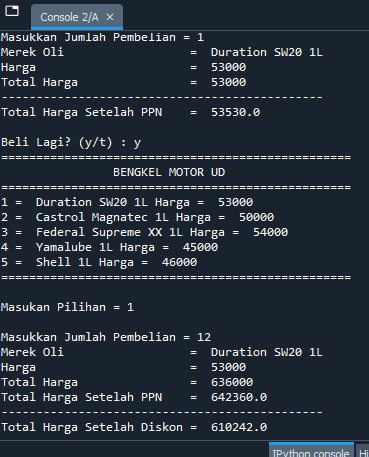 Console 2/A ×
Masukkan Jumlah Pembelian = 1
Merek Oli                  =  Duration SW20 1L
Harga                      =  53000
Total Harga                =  53000
----------------------------------------------
Total Harga Setelah PPN    =  53530.0
Beli Lagi? (y/t) : y
==================================================
BENGKEL MOTOR UD
==================================================
1 =  Duration SW20 1L Harga =  53000
2 =  Castrol Magnatec 1L Harga =  50000
3 =  Federal Supreme XX 1L Harga =  54000
4 =  Yamalube 1L Harga =  45000
5 =  Shell 1L Harga =  46000
==================================================
Masukan Pilihan = 1
Masukkan Jumlah Pembelian = 12
Merek Oli                  =  Duration SW20 1L
Harga                      =  53000
Total Harga                =  636000
Total Harga Setelah PPN    =  642360.0
----------------------------------------------
Total Harga Setelah Diskon =  610242.0
IPython console